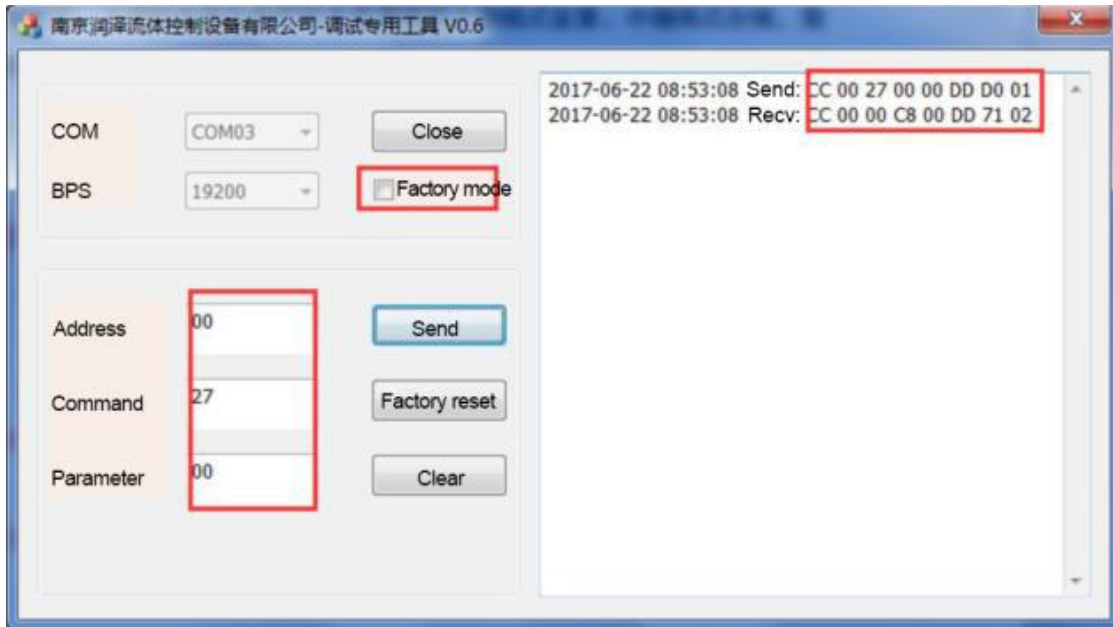 南京润泽流体控制设备有限公司-调试专用工具 V0.6
COM
COM03
Close
BPS
19200
Factory mode
Address
00
Send
Command
27
Factory reset
Parameter
00
Clear
2017-06-22 08:53:08 Send: CC 00 27 00 00 DD D0 01
2017-06-22 08:53:08 Recv: CC 00 00 C8 00 DD 71 02